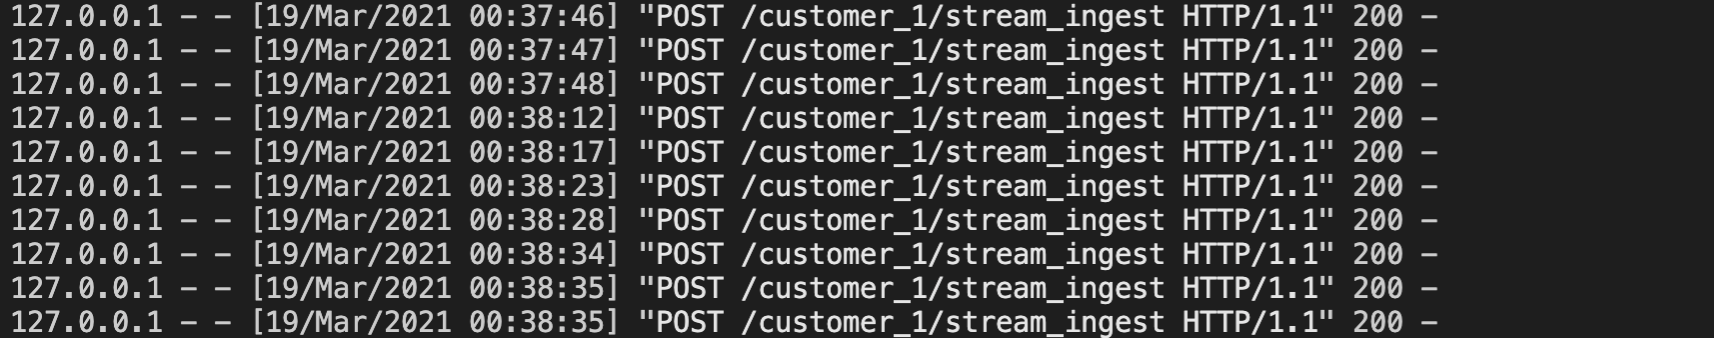 127.0.0.1 - - [19/Mar/2021 00:37:46] "POST /customer_1/stream_ingest HTTP/1.1" 200 -
127.0.0.1 - - [19/Mar/2021 00:37:47] "POST /customer_1/stream_ingest HTTP/1.1" 200 -
127.0.0.1 - - [19/Mar/2021 00:37:48] "POST /customer_1/stream_ingest HTTP/1.1" 200 -
127.0.0.1 - - [19/Mar/2021 00:38:12] "POST /customer_1/stream_ingest HTTP/1.1" 200 -
127.0.0.1 - - [19/Mar/2021 00:38:17] "POST /customer_1/stream_ingest HTTP/1.1" 200 -
127.0.0.1 - - [19/Mar/2021 00:38:23] "POST /customer_1/stream_ingest HTTP/1.1" 200 -
127.0.0.1 - - [19/Mar/2021 00:38:28] "POST /customer_1/stream_ingest HTTP/1.1" 200 -
127.0.0.1 - - [19/Mar/2021 00:38:34] "POST /customer_1/stream_ingest HTTP/1.1" 200 -
127.0.0.1 - - [19/Mar/2021 00:38:35] "POST /customer_1/stream_ingest HTTP/1.1" 200 -
127.0.0.1 - - [19/Mar/2021 00:38:35] "POST /customer_1/stream_ingest HTTP/1.1" 200 -